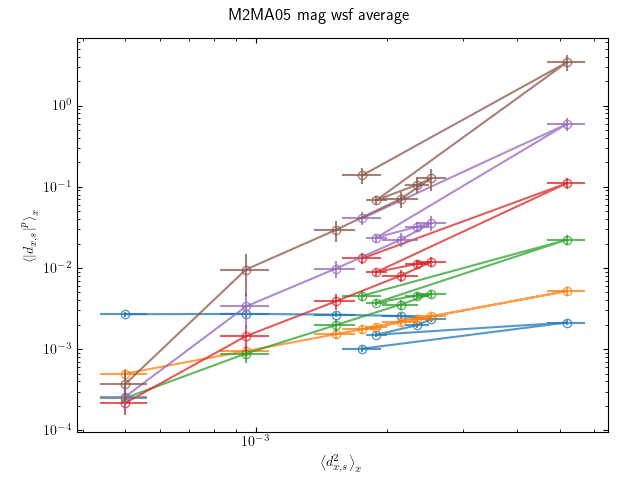 M2MA05 mag wsf average
⟨|d_{x,s}|^p⟩_x
10^0
10^{-1}
10^{-2}
10^{-3}
10^{-4}
10^{-3}
⟨d^2_{x,s}⟩_x